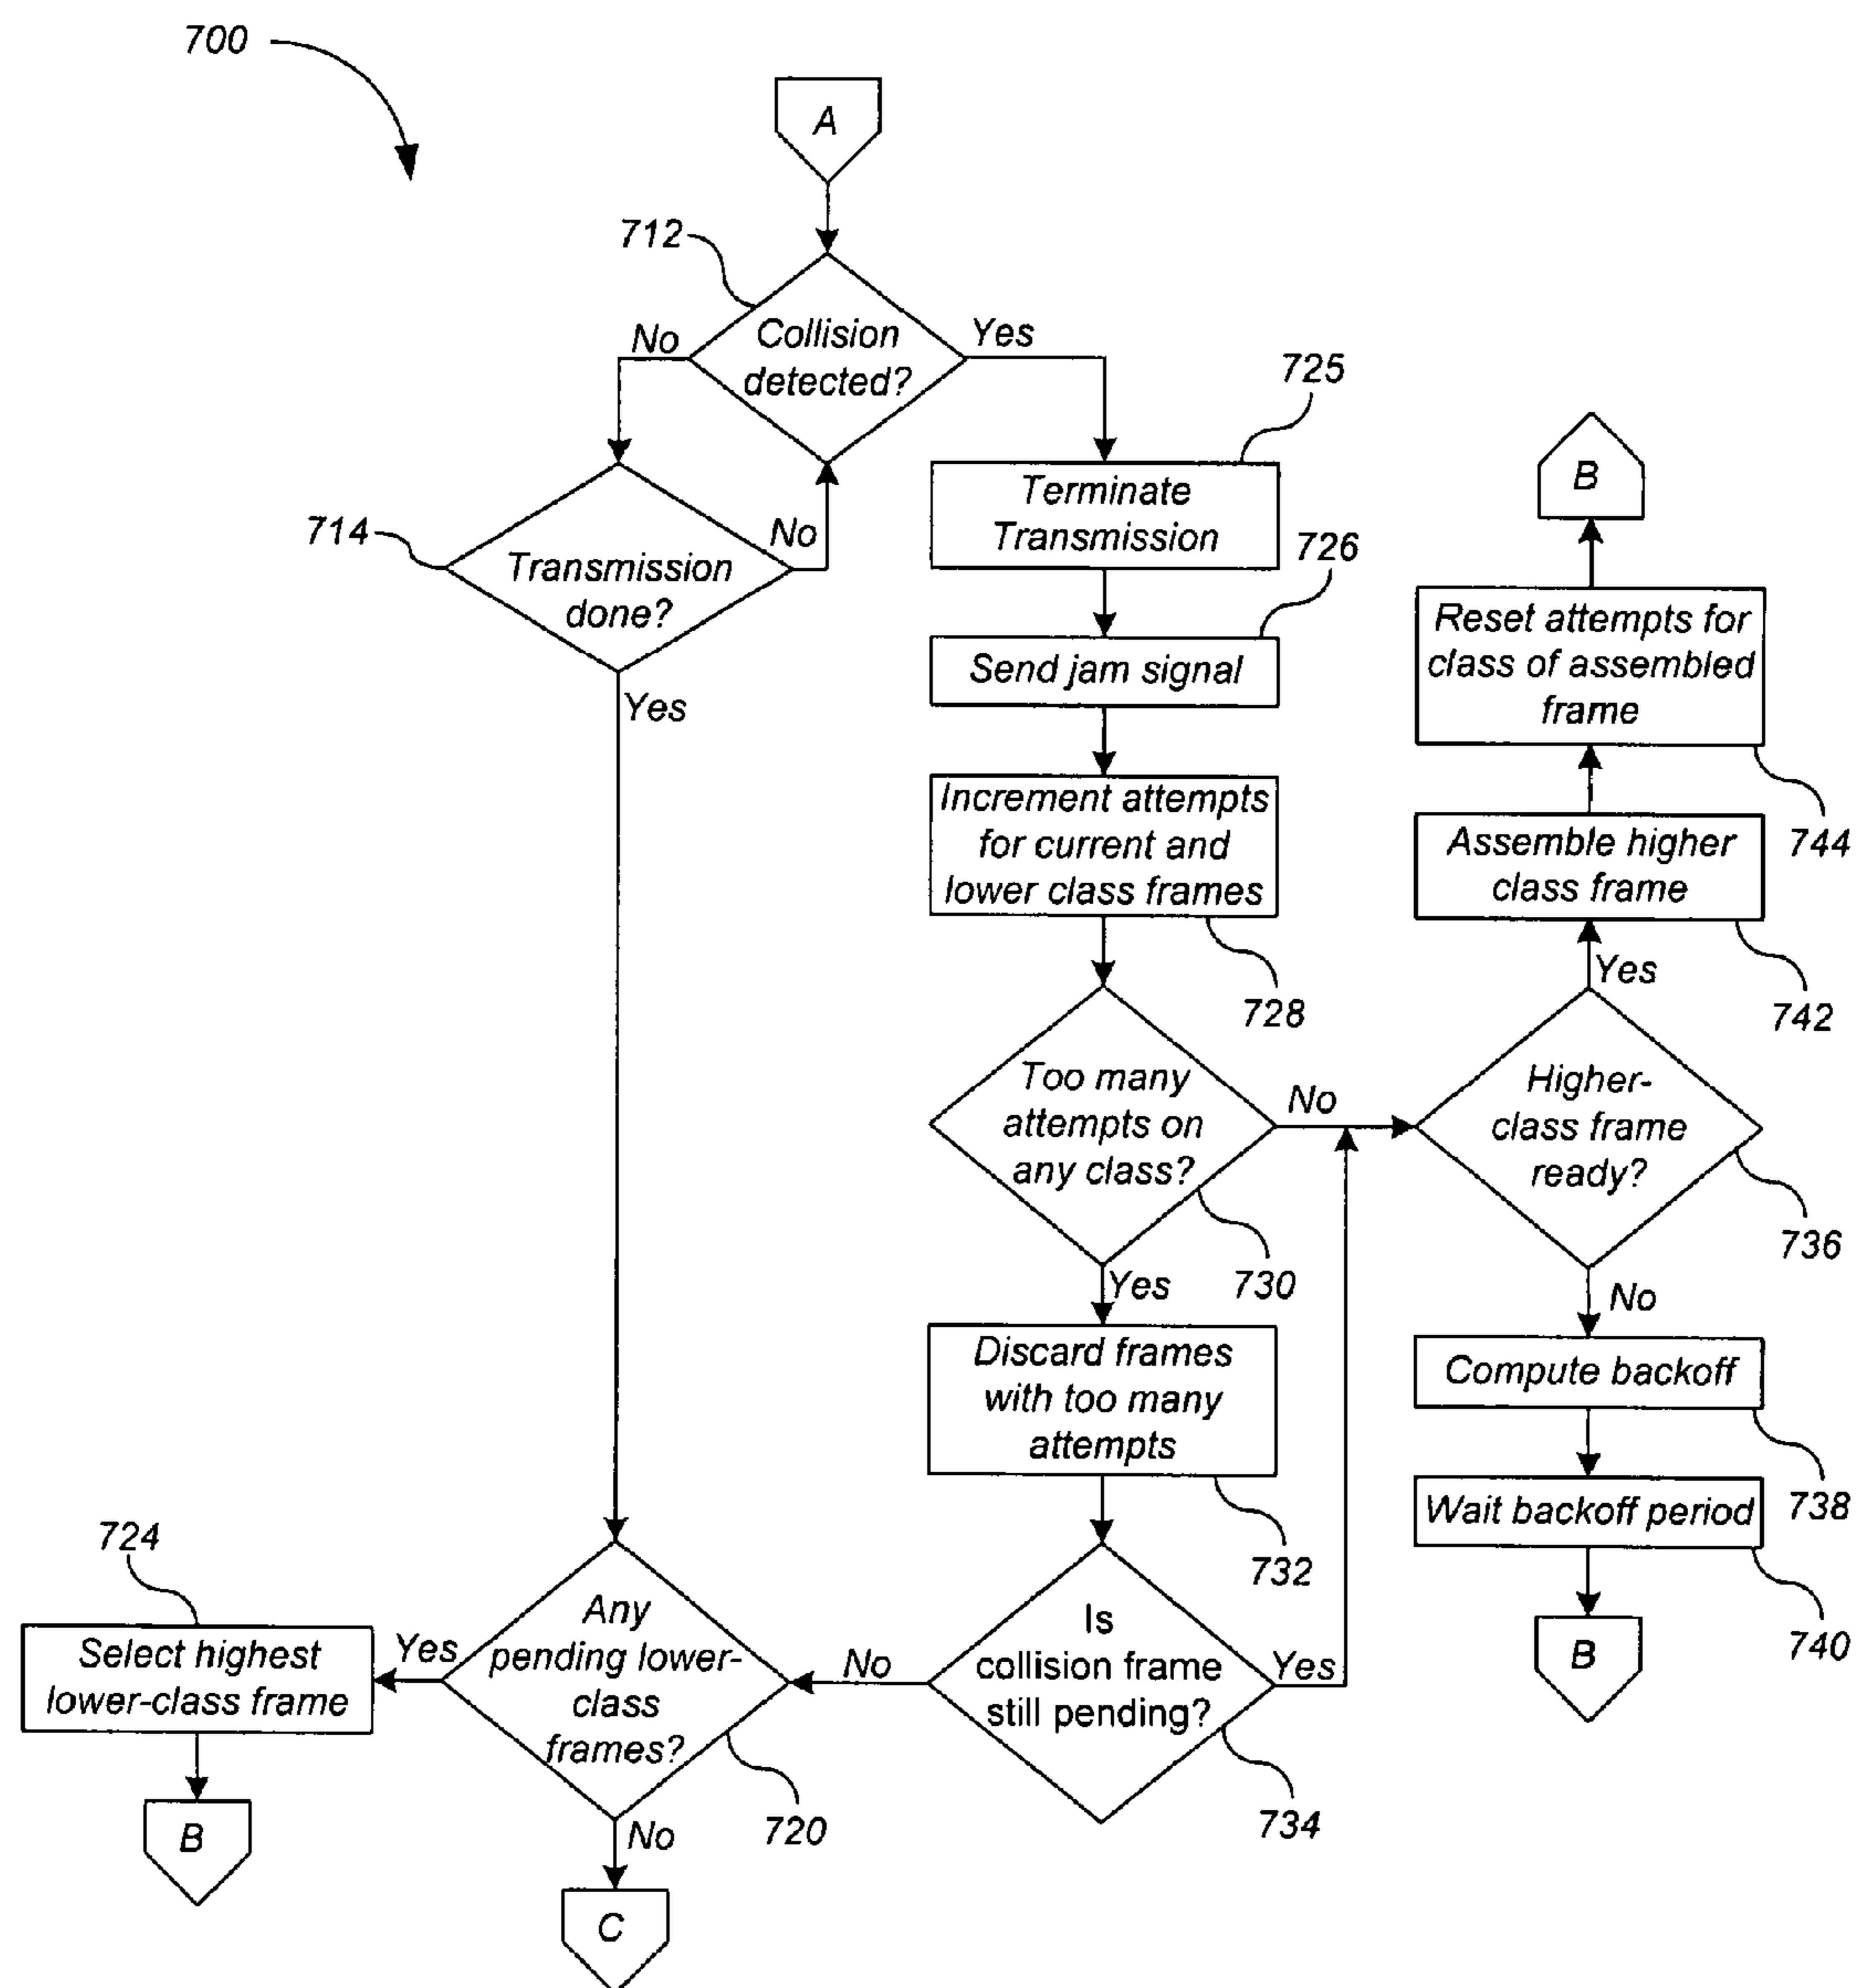 700
A
712
No
Collision
detected?
Yes
725
Terminate
Transmission
714
Transmission
done?
No
Yes
726
Send jam signal
Increment attempts
for current and
lower class frames
728
Too many
attempts on
any class?
No
Yes
730
Discard frames
with too many
attempts
732
Is
collision frame
still pending?
Yes
No
734
Any
pending lower-
class
frames?
Yes
No
720
724
Select highest
lower-class frame
B
C
B
Reset attempts for
class of assembled
frame
744
Assemble higher
class frame
742
Yes
Higher-
class frame
ready?
736
No
Compute backoff
738
Wait backoff period
740
B